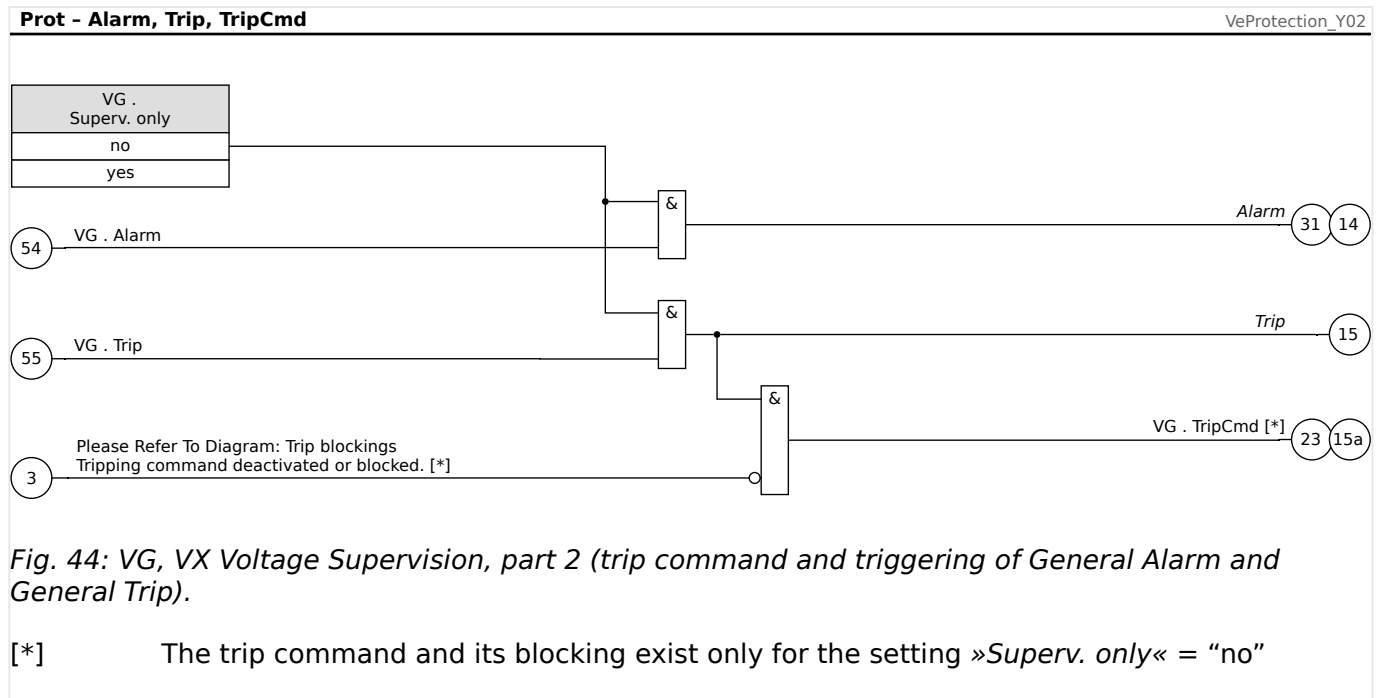 Prot – Alarm, Trip, TripCmd
VeProtection_Y02
VG .
Superv. only
no
yes
&
Alarm
31
14
54
VG . Alarm
&
Trip
15
55
VG . Trip
&
VG . TripCmd [*]
23
15a
3
Please Refer To Diagram: Trip blockings
Tripping command deactivated or blocked. [*]
Fig. 44: VG, VX Voltage Supervision, part 2 (trip command and triggering of General Alarm and
General Trip).
[*] The trip command and its blocking exist only for the setting »Superv. only« = “no”